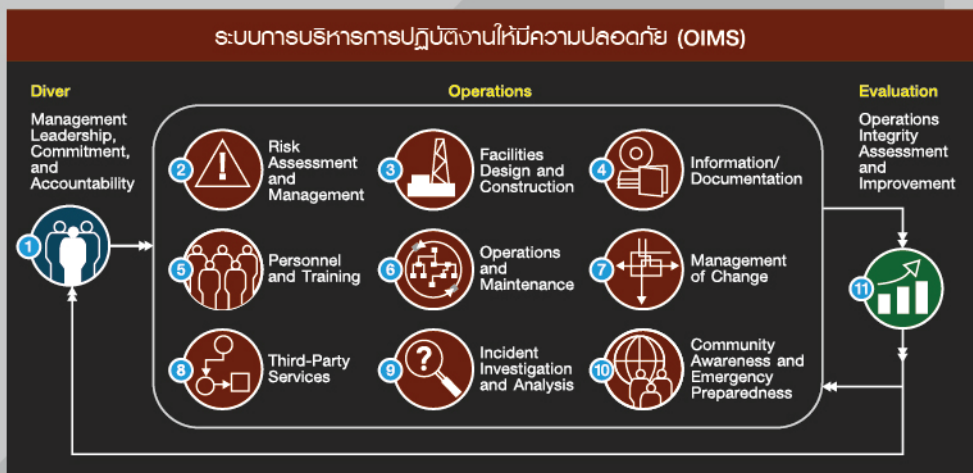 ระบบการบริหารการปฏิบัติงานให้มีความปลอดภัย (OIMS)
Diver
Management
Leadership,
Commitment,
and
Accountability
1
Operations
2
Risk
Assessment
and
Management
3
Facilities
Design and
Construction
4
Information/
Documentation
5
Personnel
and Training
6
Operations
and
Maintenance
7
Management
of Change
8
Third-Party
Services
9
Incident
Investigation
and Analysis
10
Community
Awareness and
Emergency
Preparedness
Evaluation
Operations
Integrity
Assessment
and
Improvement
11